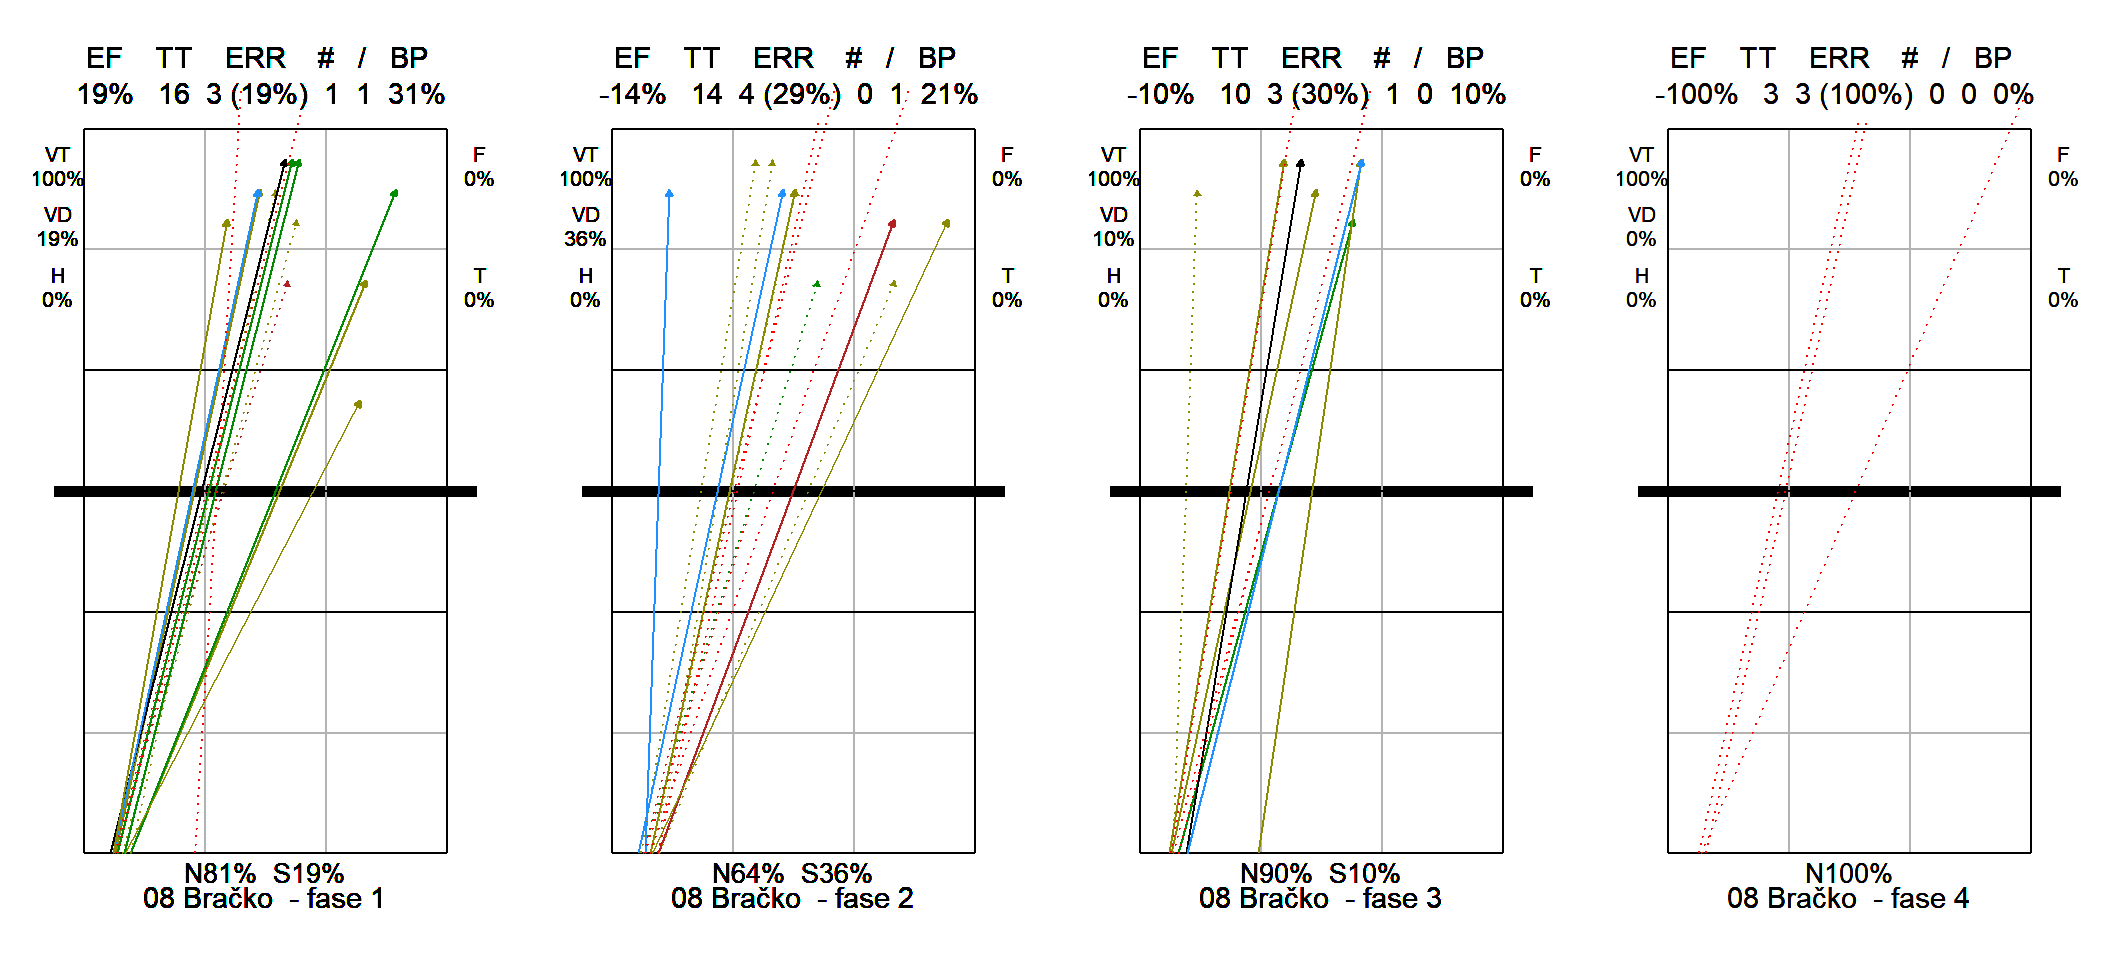 EF TT ERR # / BP
19% 16 3 (19%) 1 1 31%
VT
100%
VD
19%
H
0%
F
0%
T
0%
N81% S19%
08 Bračko - fase 1
EF TT ERR # / BP
-14% 14 4 (29%) 0 1 21%
VT
100%
VD
36%
H
0%
F
0%
T
0%
N64% S36%
08 Bračko - fase 2
EF TT ERR # / BP
-10% 10 3 (30%) 1 0 10%
VT
100%
VD
10%
H
0%
F
0%
T
0%
N90% S10%
08 Bračko - fase 3
EF TT ERR # / BP
-100% 3 3 (100%) 0 0 0%
VT
100%
VD
0%
H
0%
F
0%
T
0%
N100%
08 Bračko - fase 4